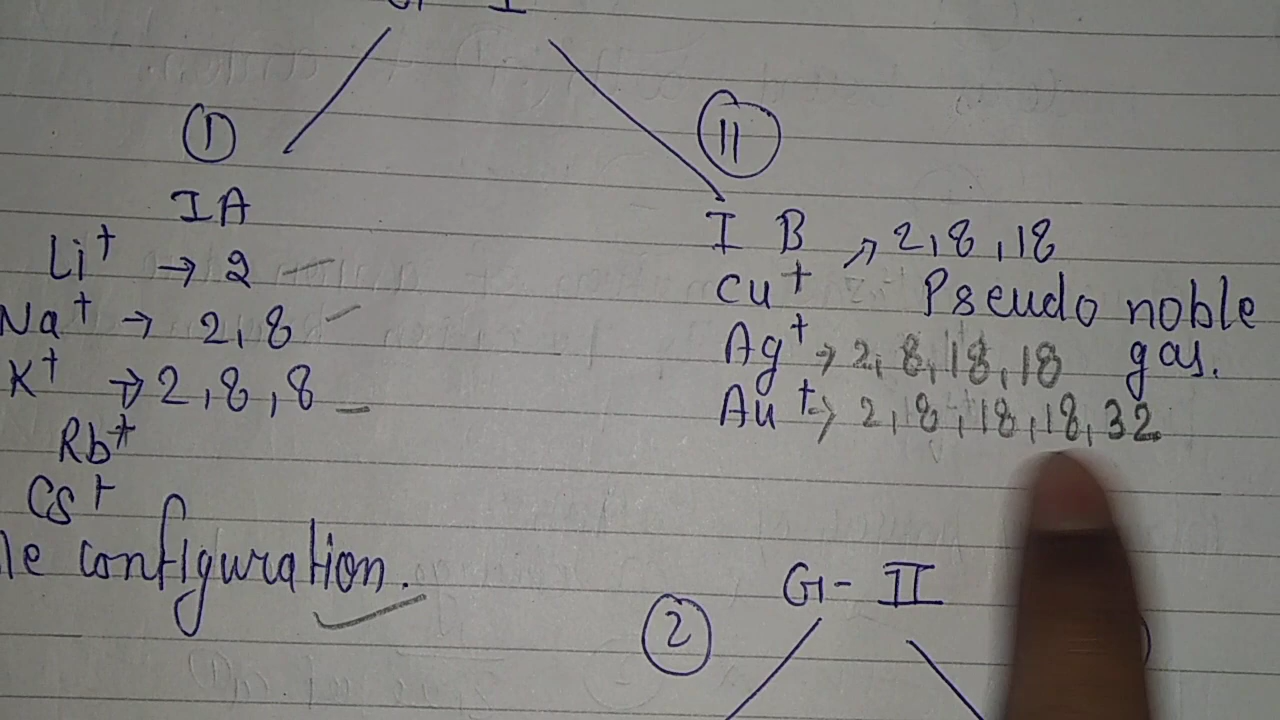 G - I
①
IA
Li⁺ → 2
Na⁺ → 2,8
K⁺ → 2,8,8
Rb⁺
Cs⁺
le configuration.
II
I B → 2,8,18
Cu⁺ Pseudo noble
Ag⁺ → 2,8,18,18 gas.
Au⁺ → 2,8,18,18,32
②
G - II